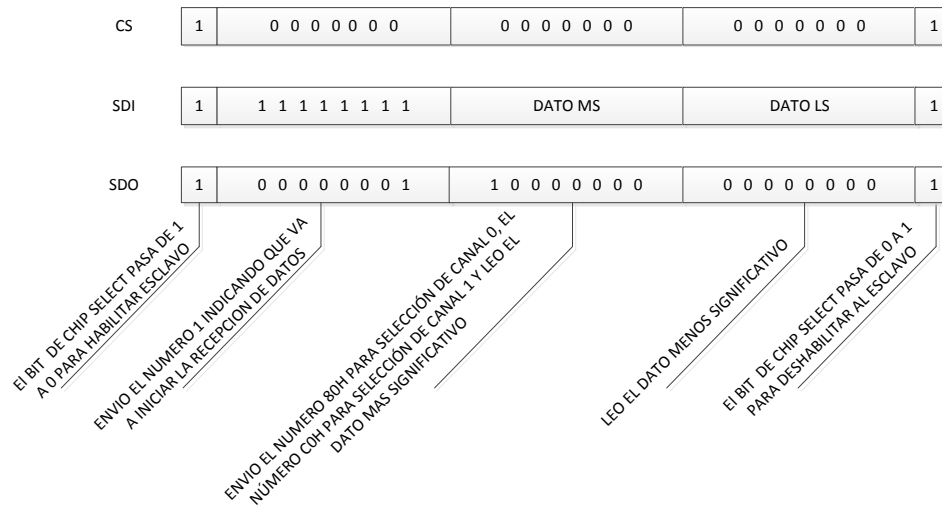 CS 1 0 0 0 0 0 0 0 0 0 0 0 0 0 0 0 0 0 0 0 0 0 1
SDI 1 1 1 1 1 1 1 1 1 DATO MS DATO LS 1
SDO 1 0 0 0 0 0 0 0 1 1 0 0 0 0 0 0 0 0 0 0 0 0 0 0 0 1
El BIT DE CHIP SELECT PASA DE 1
A 0 PARA HABILITAR ESCLAVO
ENVIO EL NUMERO 1 INDICANDO QUE VA
A INICIAR LA RECEPCION DE DATOS
ENVIO EL NUMERO 80H PARA SELECCIÓN DE CANAL 0, EL
NÚMERO C0H PARA SELECCIÓN DE CANAL 1 Y LEO EL
DATO MAS SIGNIFICATIVO
LEO EL DATO MENOS SIGNIFICATIVO
El BIT DE CHIP SELECT PASA DE 0 A 1
PARA DESHABILITAR AL ESCLAVO